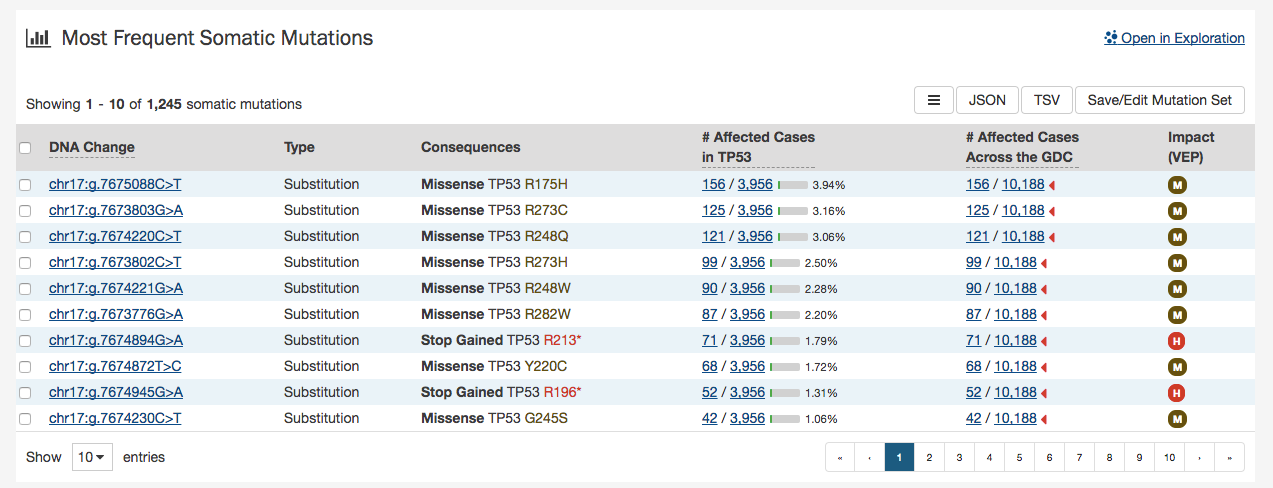 Most Frequent Somatic Mutations Open in Exploration
Showing 1 - 10 of 1,245 somatic mutations JSON TSV Save/Edit Mutation Set
DNA Change Type Consequences # Affected Cases in TP53 # Affected Cases Across the GDC Impact (VEP)
chr17:g.7675088C>T Substitution Missense TP53 R175H 156 / 3,956 3.94% 156 / 10,188 M
chr17:g.7673803G>A Substitution Missense TP53 R273C 125 / 3,956 3.16% 125 / 10,188 M
chr17:g.7674220C>T Substitution Missense TP53 R248Q 121 / 3,956 3.06% 121 / 10,188 M
chr17:g.7673802C>T Substitution Missense TP53 R273H 99 / 3,956 2.50% 99 / 10,188 M
chr17:g.7674221G>A Substitution Missense TP53 R248W 90 / 3,956 2.28% 90 / 10,188 M
chr17:g.7673776G>A Substitution Missense TP53 R282W 87 / 3,956 2.20% 87 / 10,188 M
chr17:g.7674894G>A Substitution Stop Gained TP53 R213* 71 / 3,956 1.79% 71 / 10,188 H
chr17:g.7674872T>C Substitution Missense TP53 Y220C 68 / 3,956 1.72% 68 / 10,188 M
chr17:g.7674945G>A Substitution Stop Gained TP53 R196* 52 / 3,956 1.31% 52 / 10,188 H
chr17:g.7674230C>T Substitution Missense TP53 G245S 42 / 3,956 1.06% 42 / 10,188 M
Show 10 entries « ‹ 1 2 3 4 5 6 7 8 9 10 › »